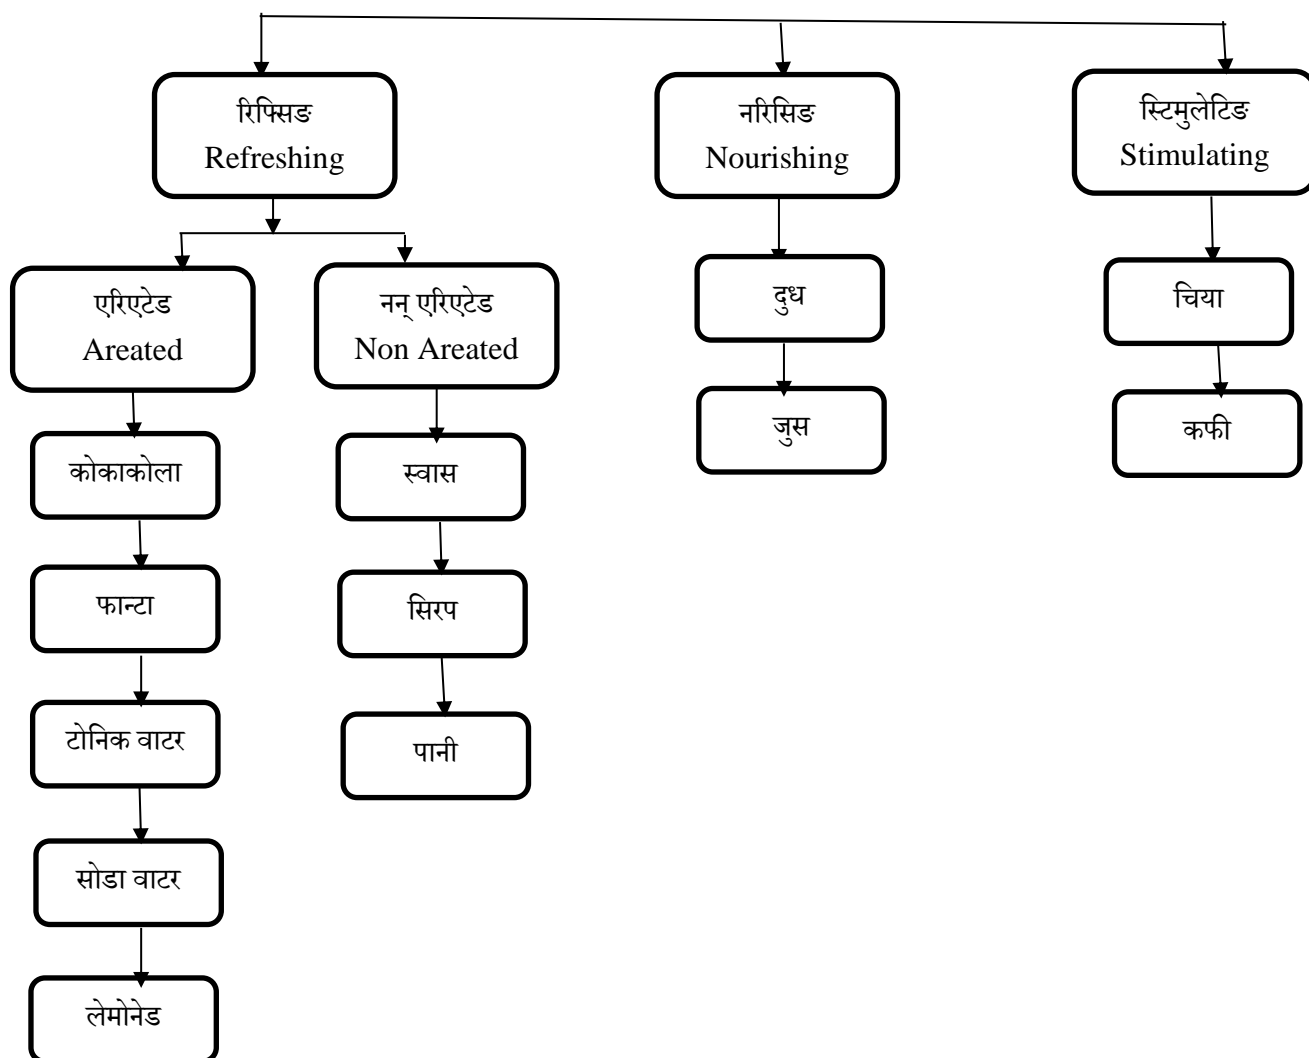 रिफ्सिङ
Refreshing
नरिसिङ
Nourishing
स्टिमुलेटिङ
Stimulating
एरिएटेड
Areated
नन् एरिएटेड
Non Areated
दुध
चिया
जुस
कफी
कोकाकोला
स्वास
फान्टा
सिरप
टोनिक वाटर
पानी
सोडा वाटर
लेमोनेड